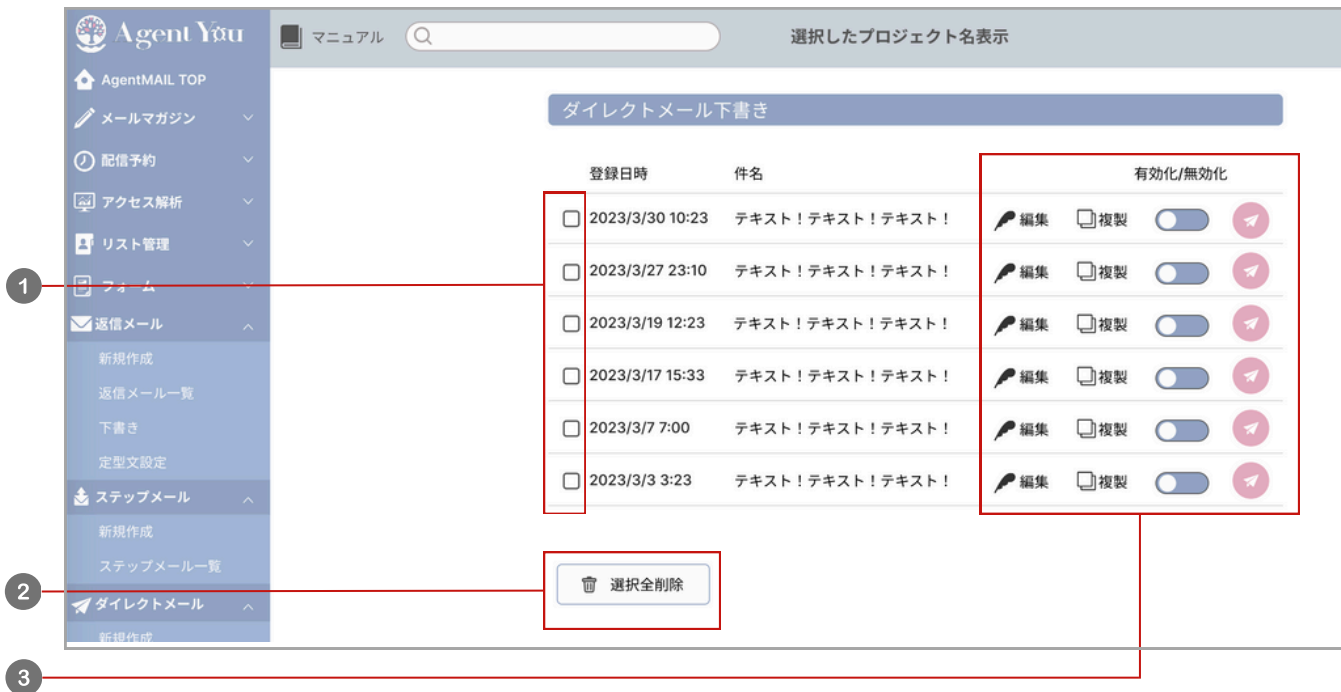 Agent You
マニュアル
選択したプロジェクト名表示
AgentMAIL TOP
メールマガジン
配信予約
アクセス解析
リスト管理
フォーム
返信メール
新規作成
返信メール一覧
下書き
定型文設定
ステップメール
新規作成
ステップメール一覧
ダイレクトメール
新規作成
ダイレクトメール下書き
登録日時 件名 有効化/無効化
2023/3/30 10:23 テキスト！テキスト！テキスト！ 編集 複製
2023/3/27 23:10 テキスト！テキスト！テキスト！ 編集 複製
2023/3/19 12:23 テキスト！テキスト！テキスト！ 編集 複製
2023/3/17 15:33 テキスト！テキスト！テキスト！ 編集 複製
2023/3/7 7:00 テキスト！テキスト！テキスト！ 編集 複製
2023/3/3 3:23 テキスト！テキスト！テキスト！ 編集 複製
選択全削除
1
2
3